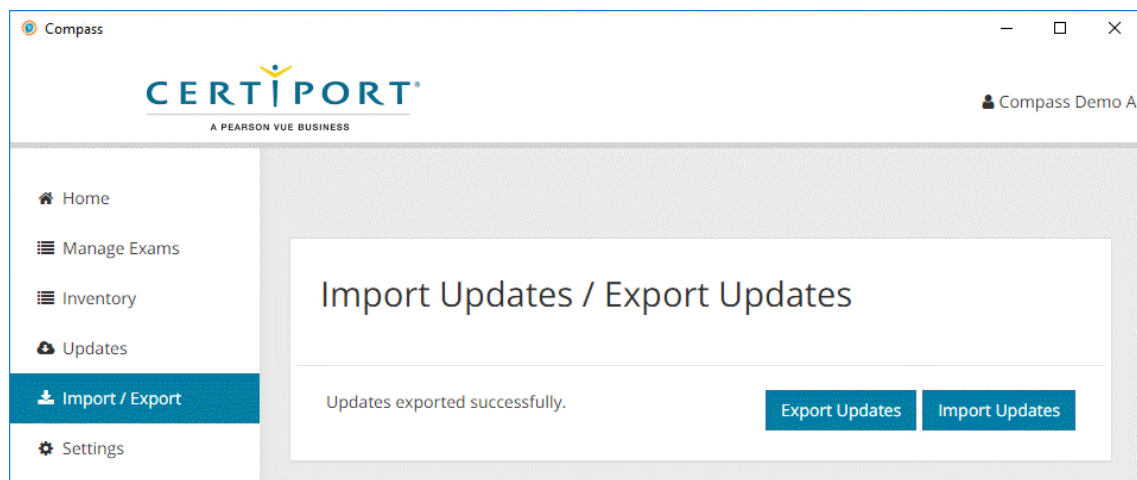 Compass
CERTIPORT®
A PEARSON VUE BUSINESS
Compass Demo A
Home
Manage Exams
Inventory
Updates
Import / Export
Settings
Import Updates / Export Updates
Updates exported successfully.
Export Updates
Import Updates